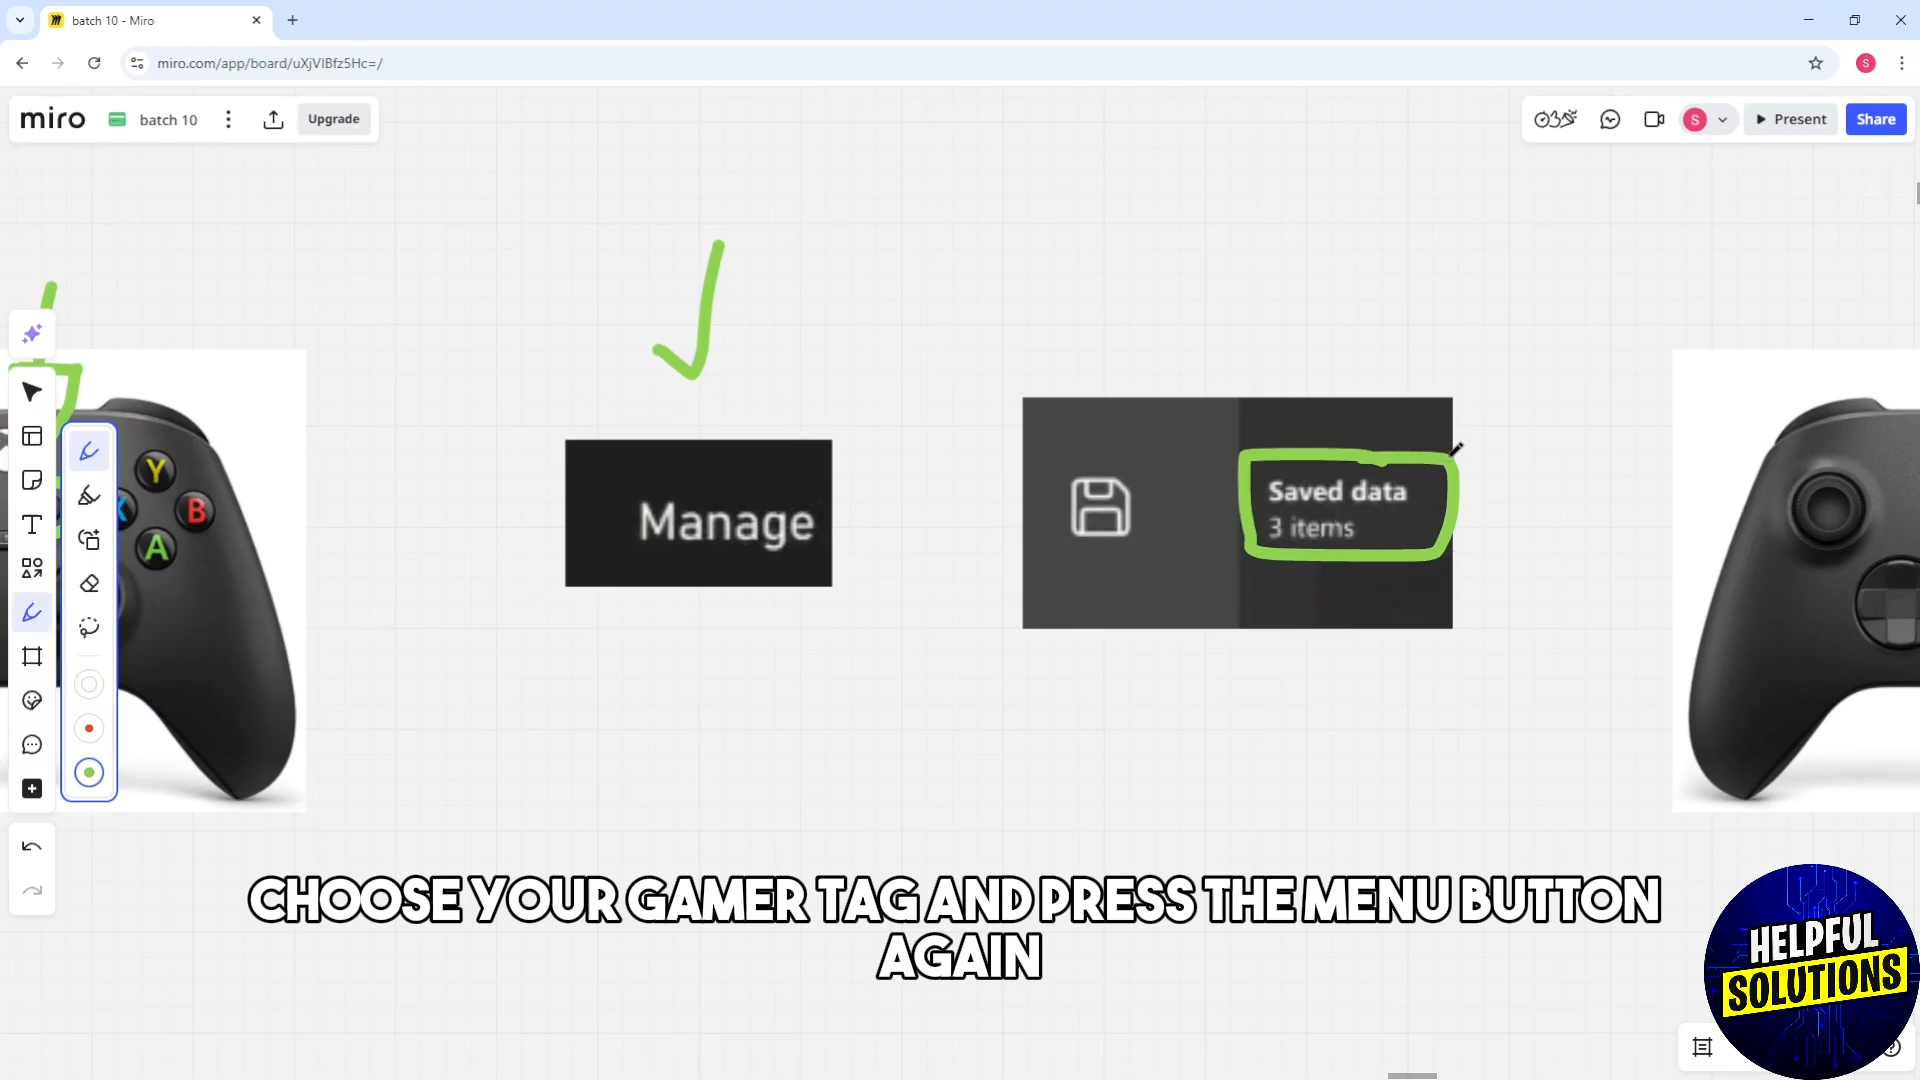 batch 10 - Miro
miro.com/app/board/uXjVIBfz5Hc=/
S
miro
batch 10
Upgrade
S
Present
Share
Y
X
B
A
Manage
Saved data
3 items
CHOOSE YOUR GAMER TAG AND PRESS THE MENU BUTTON
AGAIN
HELPFUL
SOLUTIONS